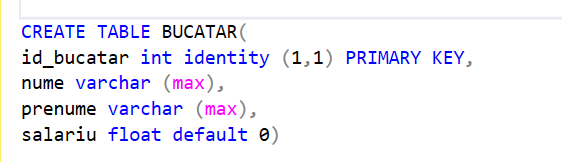 CREATE TABLE BUCATAR(
id_bucatar int identity (1,1) PRIMARY KEY,
nume varchar (max),
prenume varchar (max),
salariu float default 0)